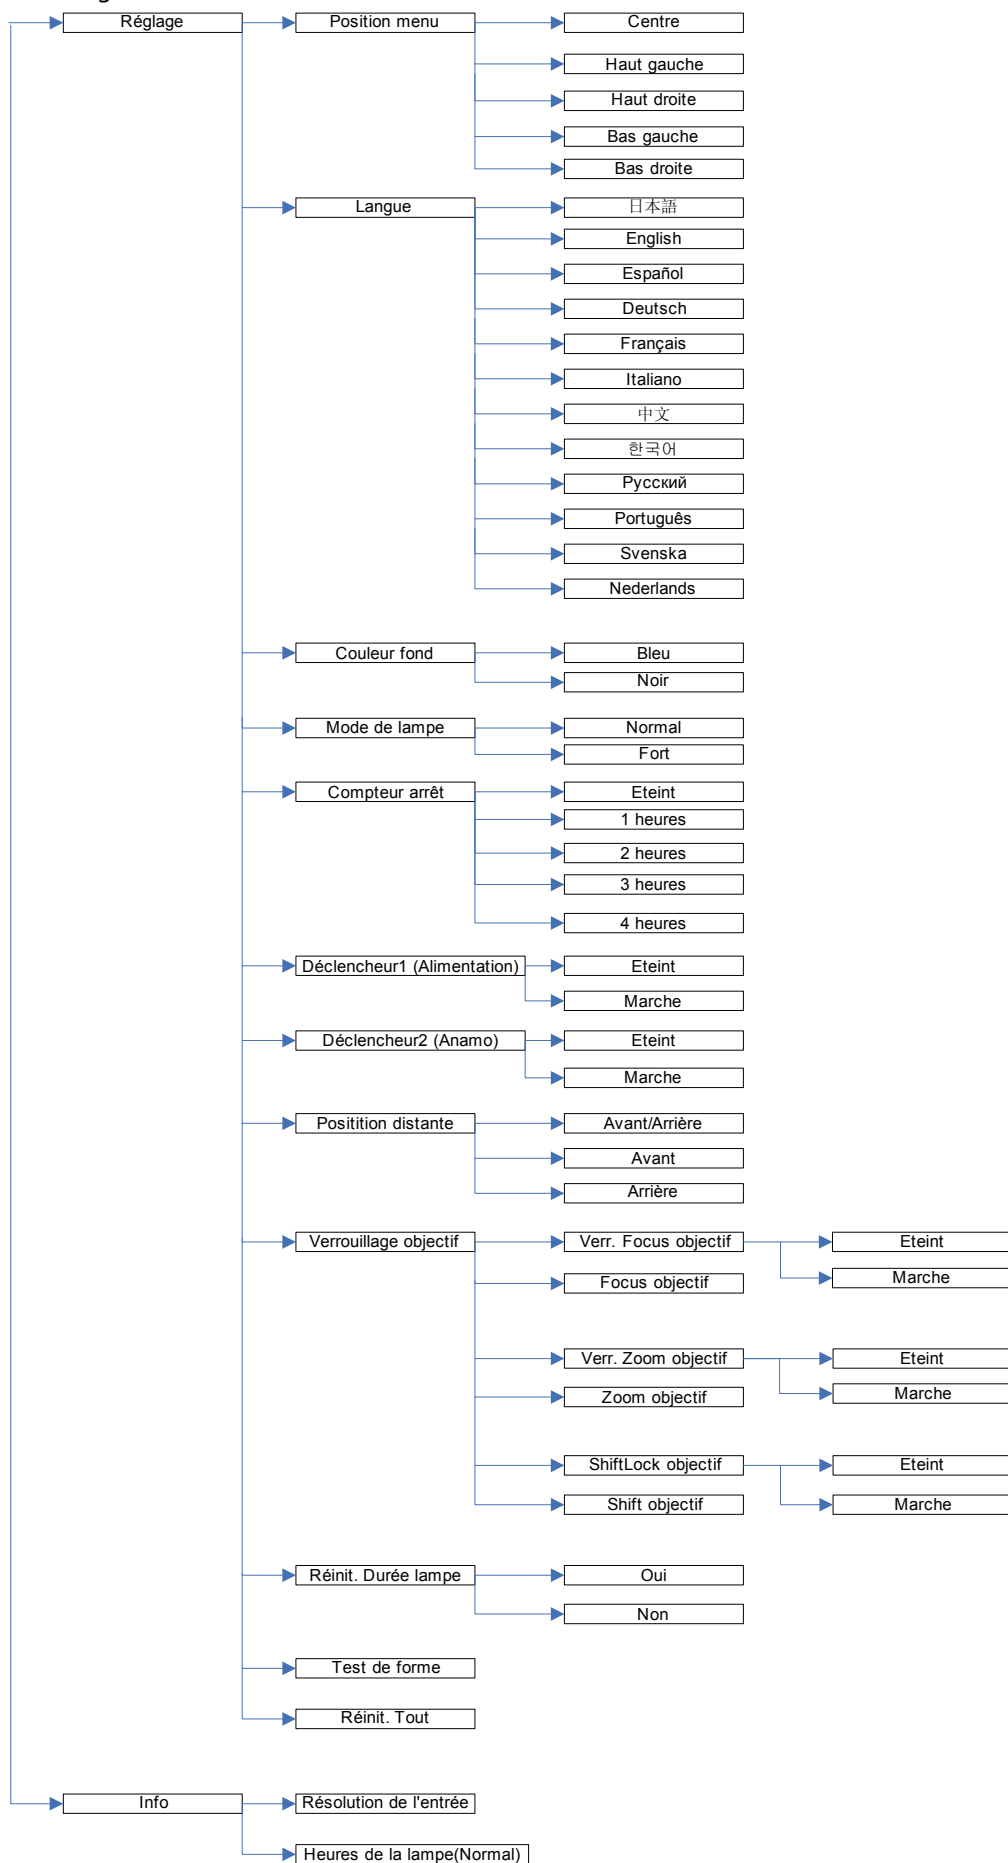 Réglage Position menu Centre
Haut gauche
Haut droite
Bas gauche
Bas droite
Langue 日本語
English
Español
Deutsch
Français
Italiano
中文
한국어
Русский
Português
Svenska
Nederlands
Couleur fond Bleu
Noir
Mode de lampe Normal
Fort
Compteur arrêt Eteint
1 heures
2 heures
3 heures
4 heures
Déclencheur1 (Alimentation) Eteint
Marche
Déclencheur2 (Anamo) Eteint
Marche
Positition distante Avant/Arrière
Avant
Arrière
Verrouillage objectif Verr. Focus objectif Eteint
Focus objectif Marche
Verr. Zoom objectif Eteint
Zoom objectif Marche
ShiftLock objectif Eteint
Shift objectif Marche
Réinit. Durée lampe Oui
Non
Test de forme
Réinit. Tout
Info Résolution de l'entrée
Heures de la lampe(Normal)